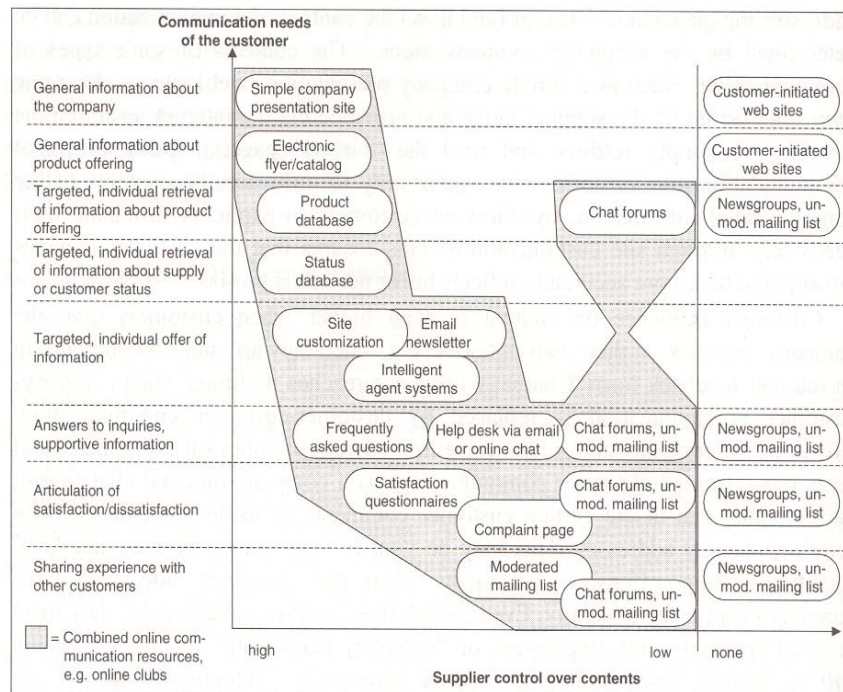 Communication needs
of the customer
General information about
the company
Simple company
presentation site
Customer-initiated
web sites
General information about
product offering
Electronic
flyer/catalog
Customer-initiated
web sites
Targeted, individual retrieval
of information about product
offering
Product
database
Chat forums
Newsgroups, un-
mod. mailing list
Targeted, individual retrieval
of information about supply
or customer status
Status
database
Targeted, individual offer of
information
Site
customization
Email
newsletter
Intelligent
agent systems
Answers to inquiries,
supportive information
Frequently
asked questions
Help desk via email
or online chat
Chat forums, un-
mod. mailing list
Newsgroups, un-
mod. mailing list
Articulation of
satisfaction/dissatisfaction
Satisfaction
questionnaires
Chat forums, un-
mod. mailing list
Newsgroups, un-
mod. mailing list
Complaint page
Sharing experience with
other customers
Moderated
mailing list
Chat forums, un-
mod. mailing list
Newsgroups, un-
mod. mailing list
= Combined online com-
munication resources,
e.g. online clubs
high
low
none
Supplier control over contents